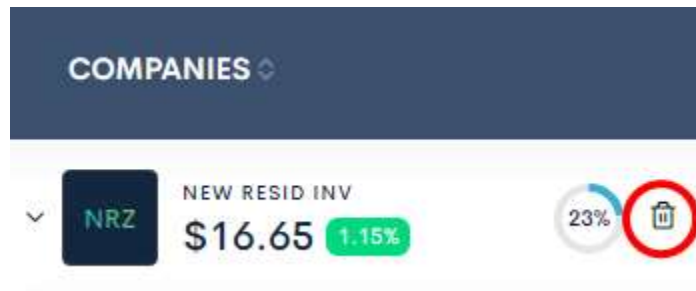 COMPANIES
NRZ
NEW RESID INV
$16.65 1.15%
23%